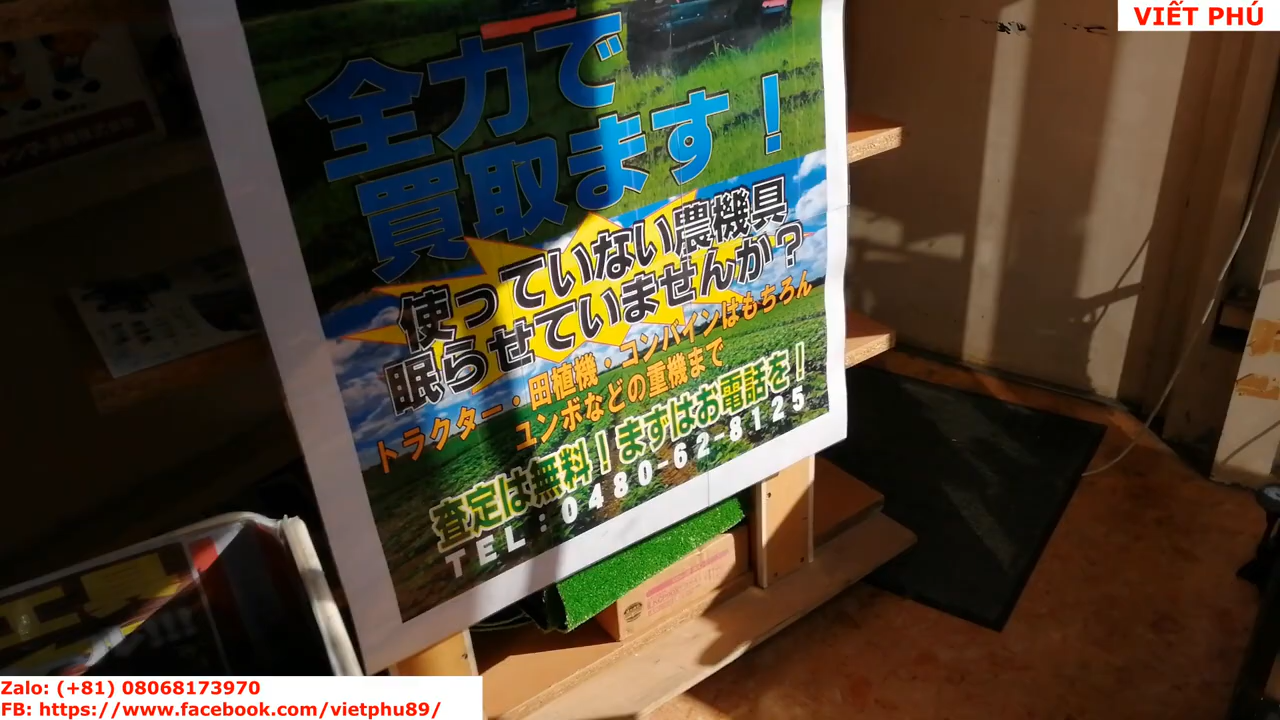 VIẾT PHÚ
全力で
買取ます！
使っていない農機具
眠らせていませんか？
トラクター・田植機・コンバインはもちろん
ユンボなどの重機まで
査定は無料！まずはお電話を！
TEL：0480-62-8125
工具
Zalo: (+81) 08068173970
FB: https://www.facebook.com/vietphu89/